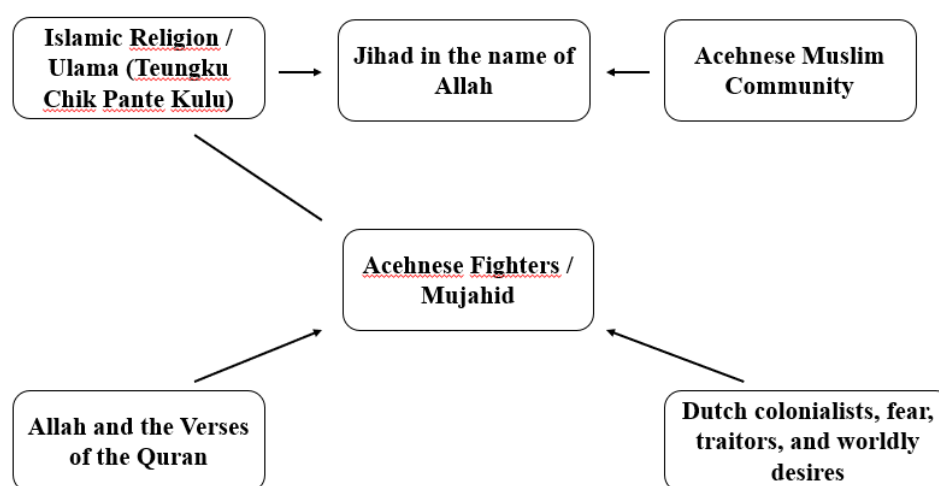 Islamic Religion /
Ulama (Teungku
Chik Pante Kulu)
Jihad in the name of
Allah
Acehnese Muslim
Community
Acehnese Fighters /
Mujahid
Allah and the Verses
of the Quran
Dutch colonialists, fear,
traitors, and worldly
desires